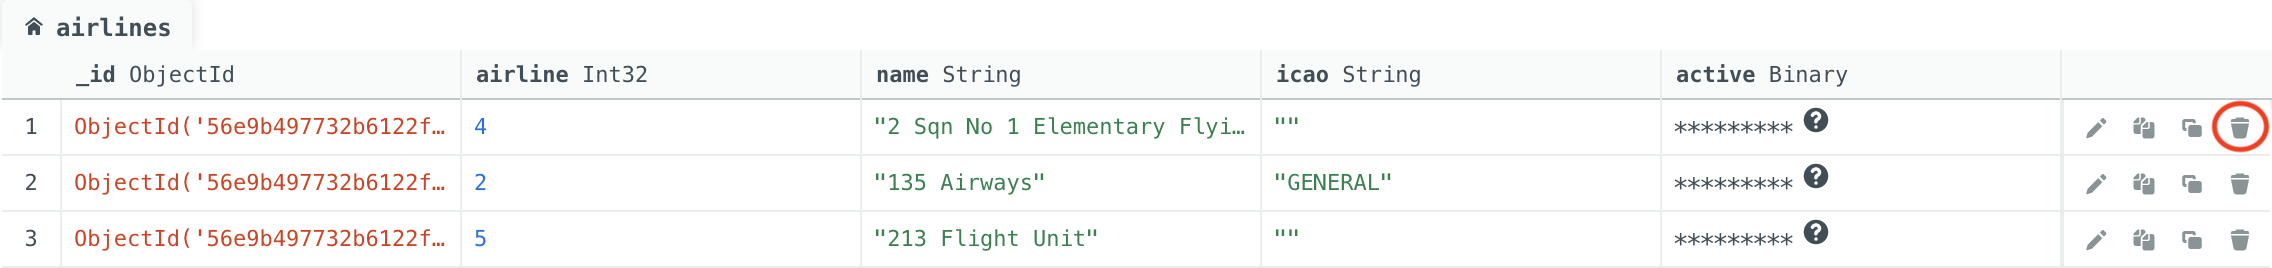 airlines
_id ObjectId airline Int32 name String icao String active Binary
1 ObjectId('56e9b497732b6122f… 4 "2 Sqn No 1 Elementary Flyi… "" ********* ?
2 ObjectId('56e9b497732b6122f… 2 "135 Airways" "GENERAL" ********* ?
3 ObjectId('56e9b497732b6122f… 5 "213 Flight Unit" "" ********* ?